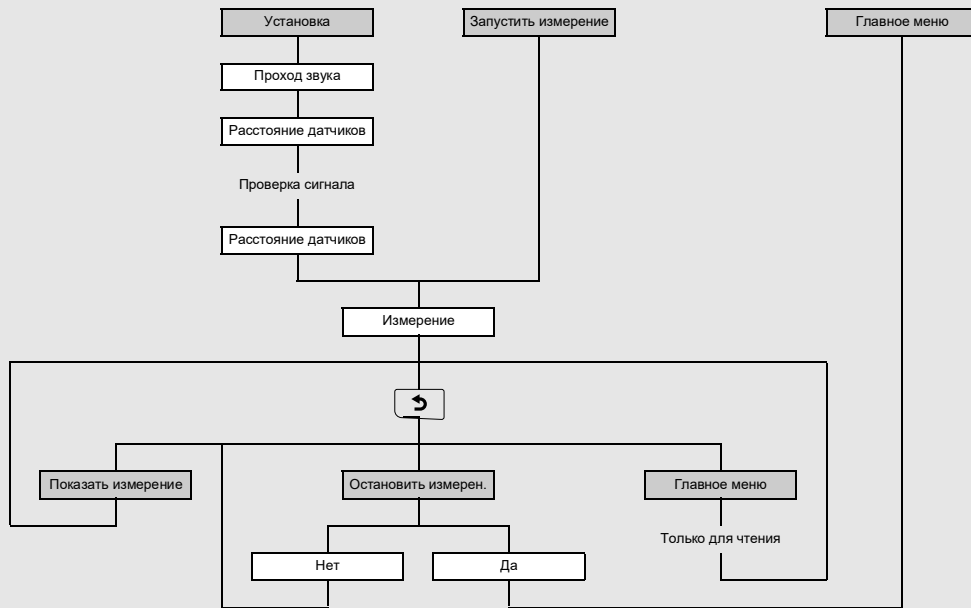 Установка
Запустить измерение
Главное меню
Проход звука
Расстояние датчиков
Проверка сигнала
Расстояние датчиков
Измерение
Показать измерение
Остановить измерен.
Главное меню
Только для чтения
Нет
Да